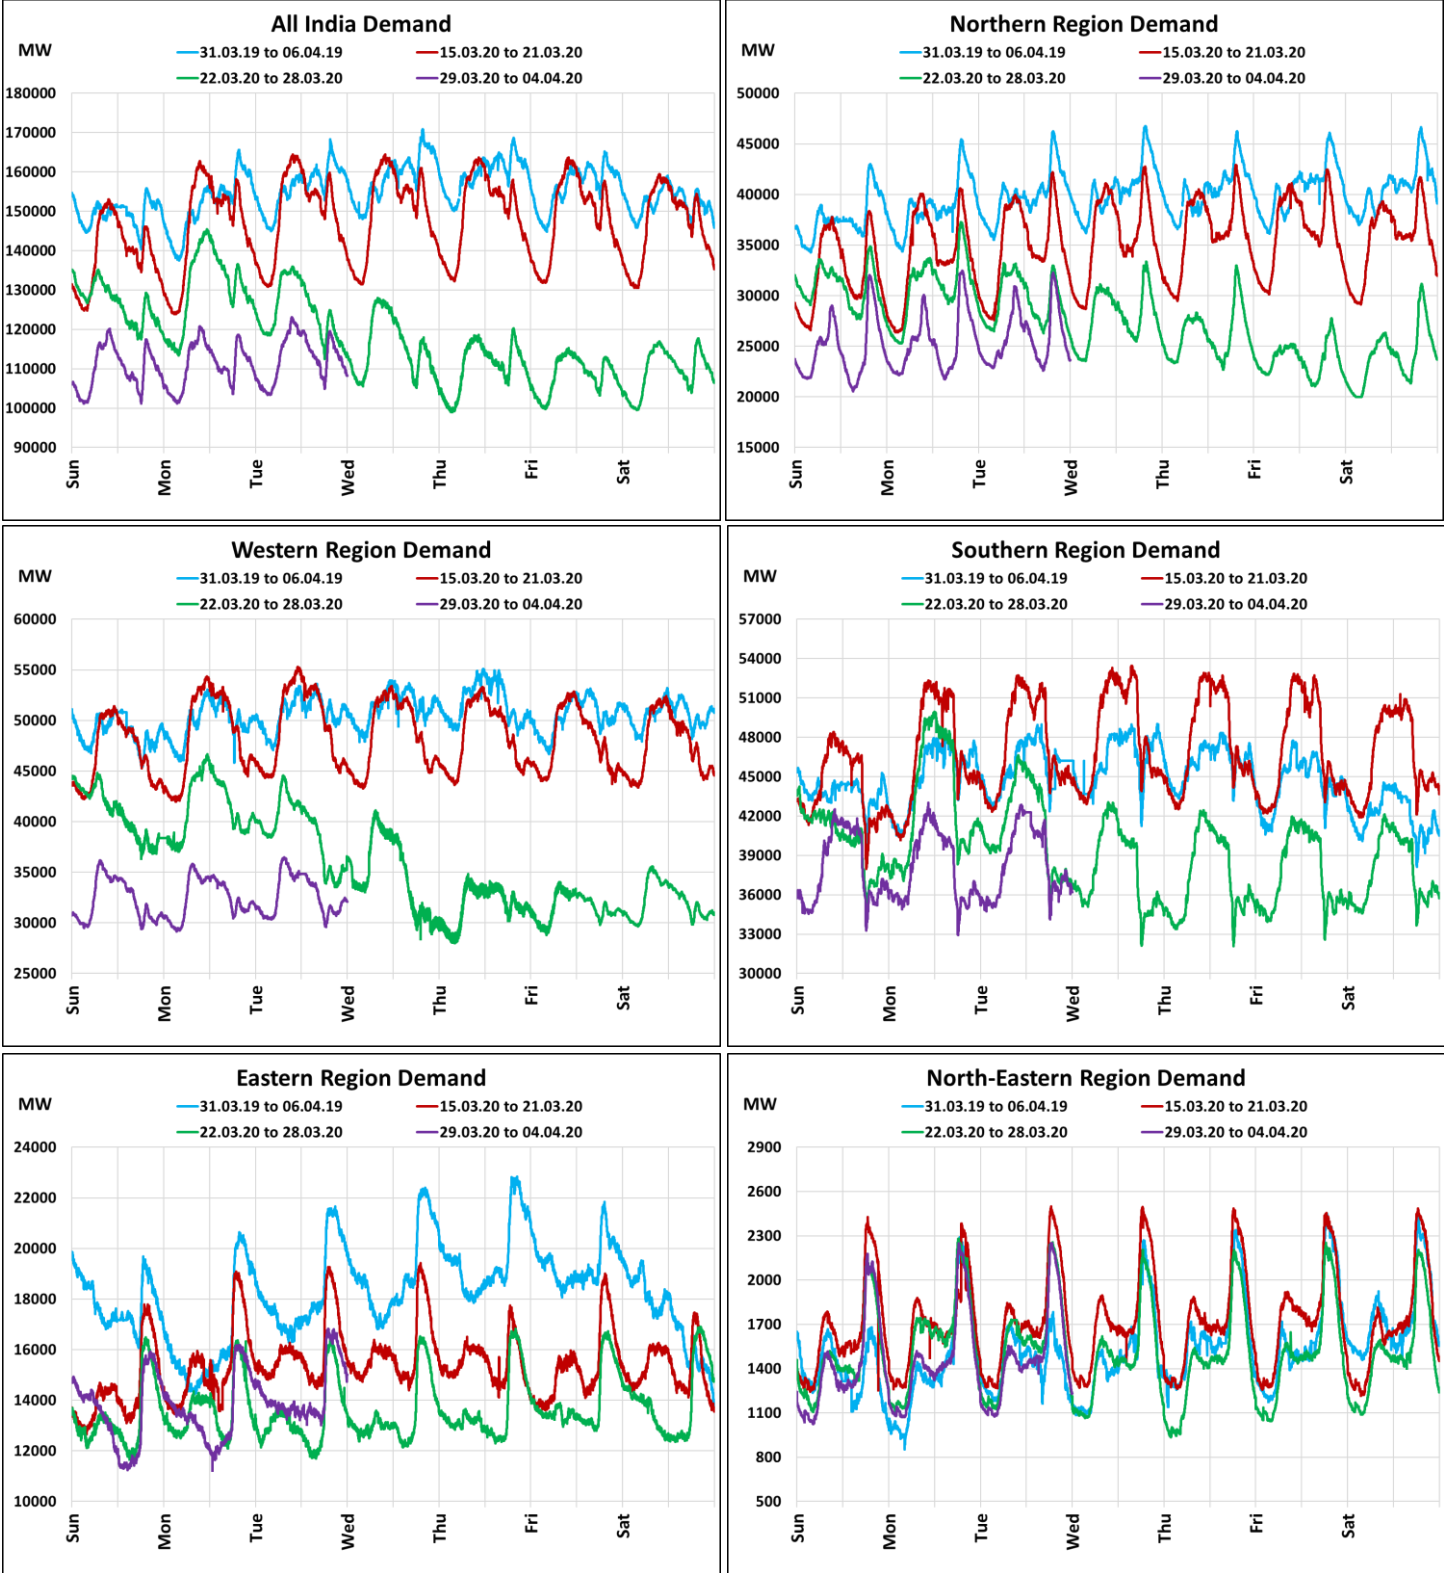 All India Demand
MW
31.03.19 to 06.04.19 15.03.20 to 21.03.20
22.03.20 to 28.03.20 29.03.20 to 04.04.20
180000
170000
160000
150000
140000
130000
120000
110000
100000
90000
Sun Mon Tue Wed Thu Fri Sat
Northern Region Demand
MW
31.03.19 to 06.04.19 15.03.20 to 21.03.20
22.03.20 to 28.03.20 29.03.20 to 04.04.20
50000
45000
40000
35000
30000
25000
20000
15000
Sun Mon Tue Wed Thu Fri Sat
Western Region Demand
MW
31.03.19 to 06.04.19 15.03.20 to 21.03.20
22.03.20 to 28.03.20 29.03.20 to 04.04.20
60000
55000
50000
45000
40000
35000
30000
25000
Sun Mon Tue Wed Thu Fri Sat
Southern Region Demand
MW
31.03.19 to 06.04.19 15.03.20 to 21.03.20
22.03.20 to 28.03.20 29.03.20 to 04.04.20
57000
54000
51000
48000
45000
42000
39000
36000
33000
30000
Sun Mon Tue Wed Thu Fri Sat
Eastern Region Demand
MW
31.03.19 to 06.04.19 15.03.20 to 21.03.20
22.03.20 to 28.03.20 29.03.20 to 04.04.20
24000
22000
20000
18000
16000
14000
12000
10000
Sun Mon Tue Wed Thu Fri Sat
North-Eastern Region Demand
MW
31.03.19 to 06.04.19 15.03.20 to 21.03.20
22.03.20 to 28.03.20 29.03.20 to 04.04.20
2900
2600
2300
2000
1700
1400
1100
800
500
Sun Mon Tue Wed Thu Fri Sat